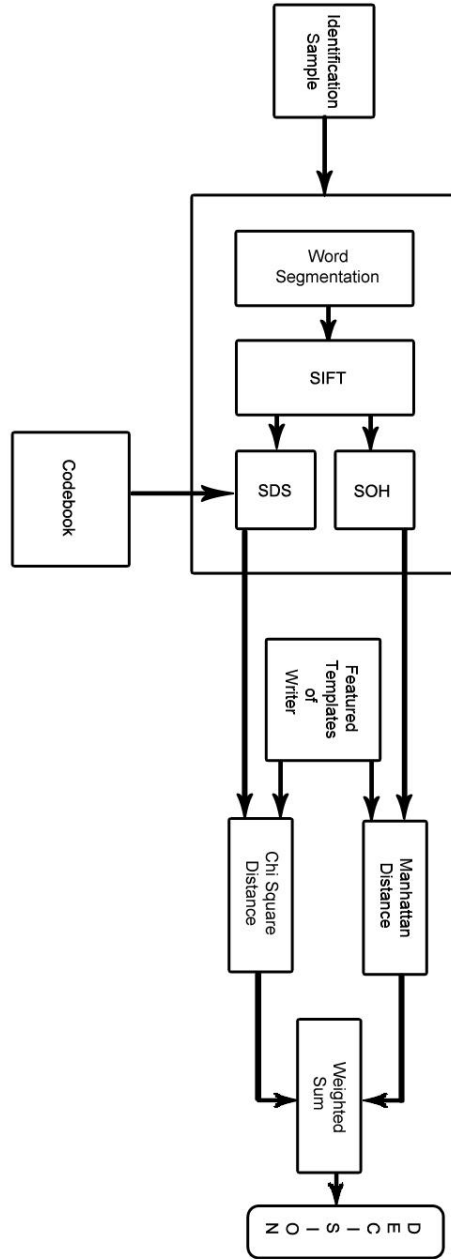 Identification
Sample
Word
Segmentation
SIFT
SDS
SOH
Codebook
Featured
Templates
of
Writer
Chi Square
Distance
Manhattan
Distance
Weighted
Sum
DECISION